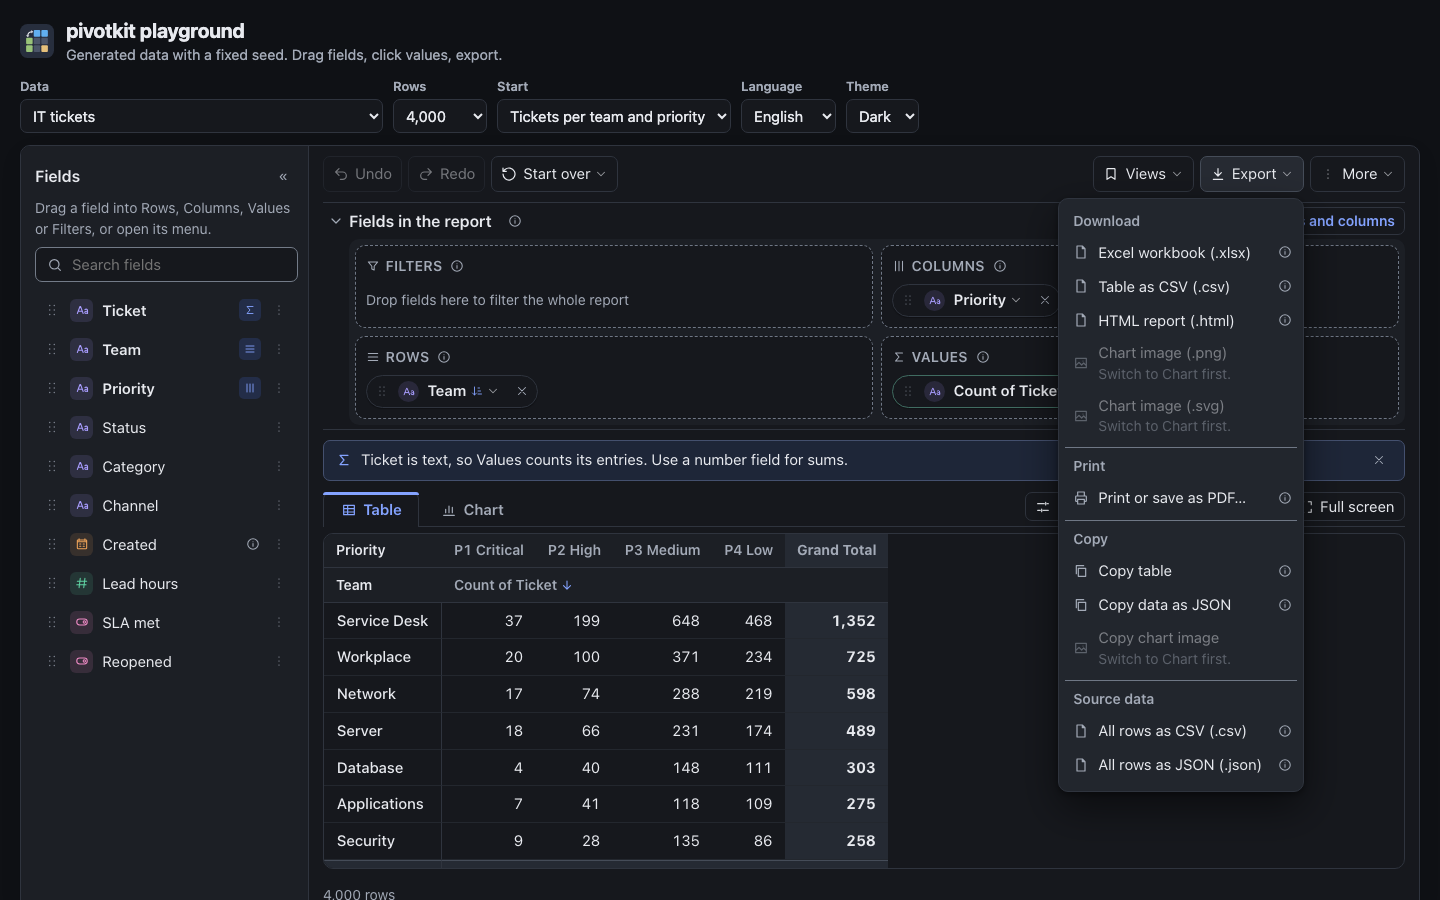 pivotkit playground
Generated data with a fixed seed. Drag fields, click values, export.
Data
Rows
Start
Language
Theme
IT tickets
4,000
Tickets per team and priority
English
Dark
Fields
«
Drag a field into Rows, Columns, Values
or Filters, or open its menu.
Search fields
Aa Ticket Σ
Aa Team
Aa Priority
Aa Status
Aa Category
Aa Channel
Created
# Lead hours
SLA met
Reopened
Undo
Redo
Start over
Views
Export
More
Fields in the report
and columns
FILTERS
Drop fields here to filter the whole report
COLUMNS
Aa Priority
ROWS
Aa Team
Σ VALUES
Aa Count of Ticke
Σ Ticket is text, so Values counts its entries. Use a number field for sums.
Table
Chart
Full screen
Priority P1 Critical P2 High P3 Medium P4 Low Grand Total
Team Count of Ticket ↓
Service Desk 37 199 648 468 1,352
Workplace 20 100 371 234 725
Network 17 74 288 219 598
Server 18 66 231 174 489
Database 4 40 148 111 303
Applications 7 41 118 109 275
Security 9 28 135 86 258
4,000 rows
Download
Excel workbook (.xlsx)
Table as CSV (.csv)
HTML report (.html)
Chart image (.png)
Switch to Chart first.
Chart image (.svg)
Switch to Chart first.
Print
Print or save as PDF...
Copy
Copy table
Copy data as JSON
Copy chart image
Switch to Chart first.
Source data
All rows as CSV (.csv)
All rows as JSON (.json)